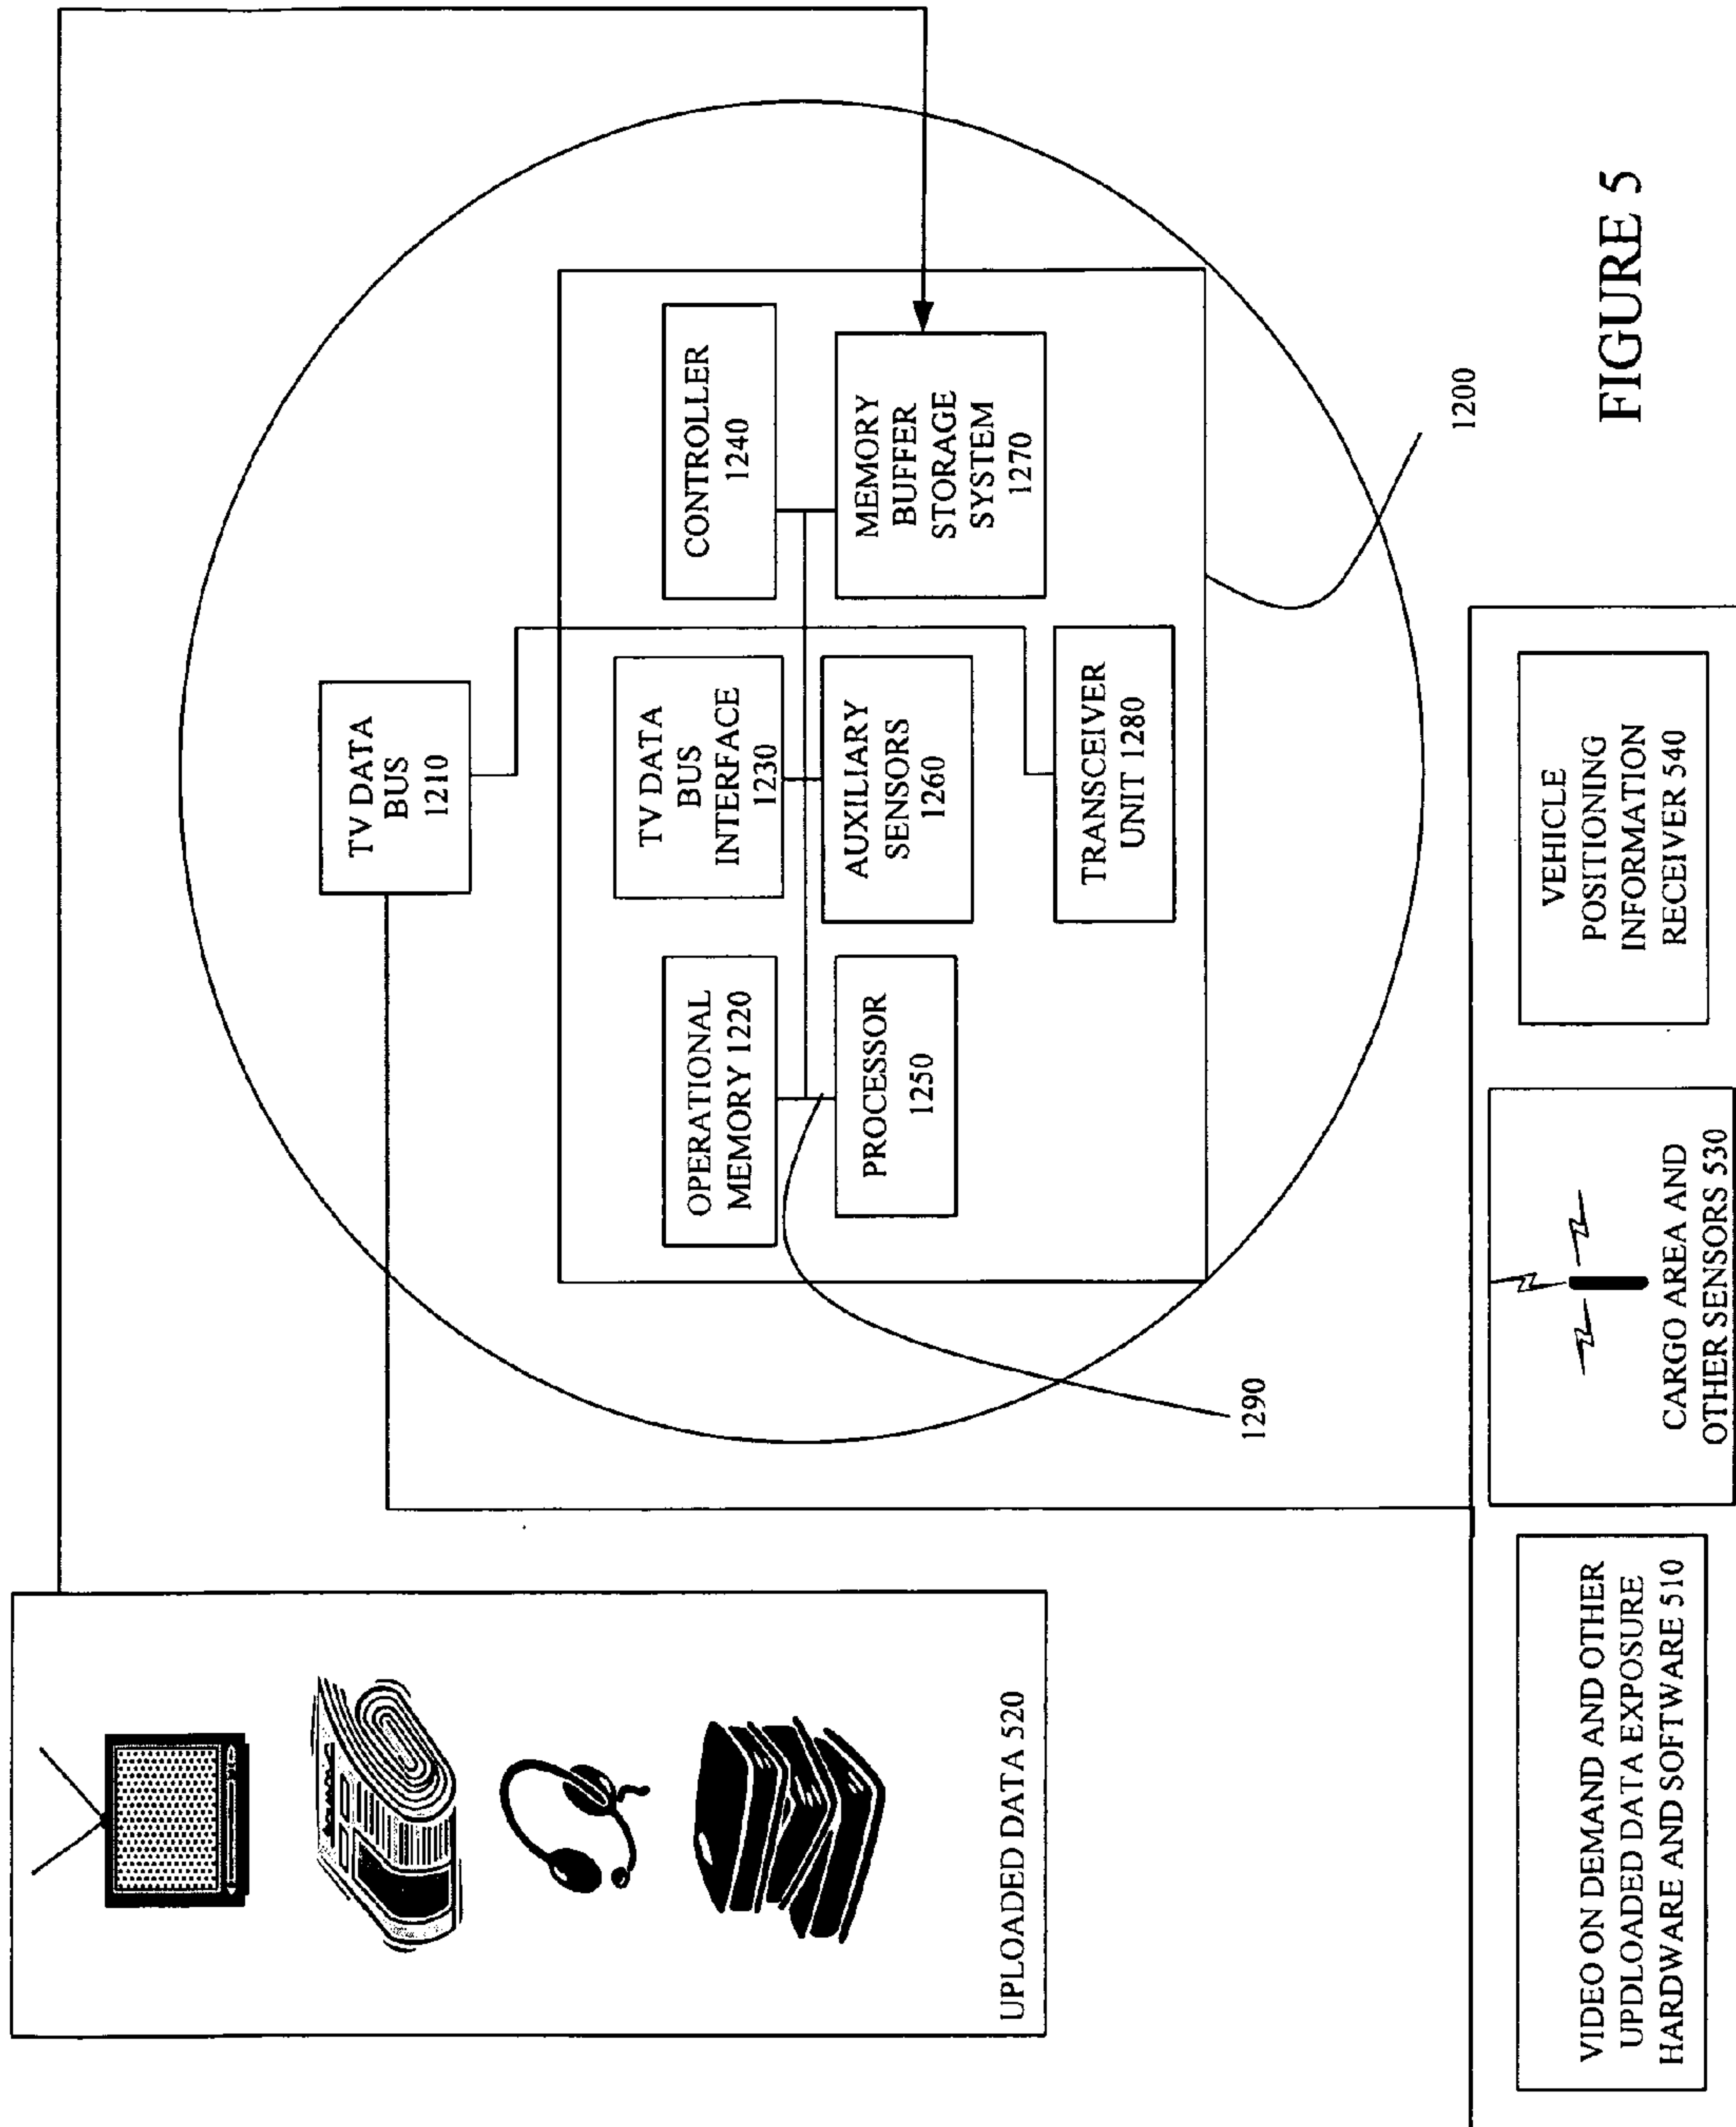 UPLOADED DATA 520
TV DATA
BUS
1210
OPERATIONAL
MEMORY 1220
TV DATA
BUS
INTERFACE
1230
CONTROLLER
1240
PROCESSOR
1250
AUXILIARY
SENSORS
1260
MEMORY
BUFFER
STORAGE
SYSTEM
1270
TRANSCEIVER
UNIT 1280
1290
1200
VIDEO ON DEMAND AND OTHER
UPDLOADED DATA EXPOSURE
HARDWARE AND SOFTWARE 510
CARGO AREA AND
OTHER SENSORS 530
VEHICLE
POSITIONING
INFORMATION
RECEIVER 540
FIGURE 5